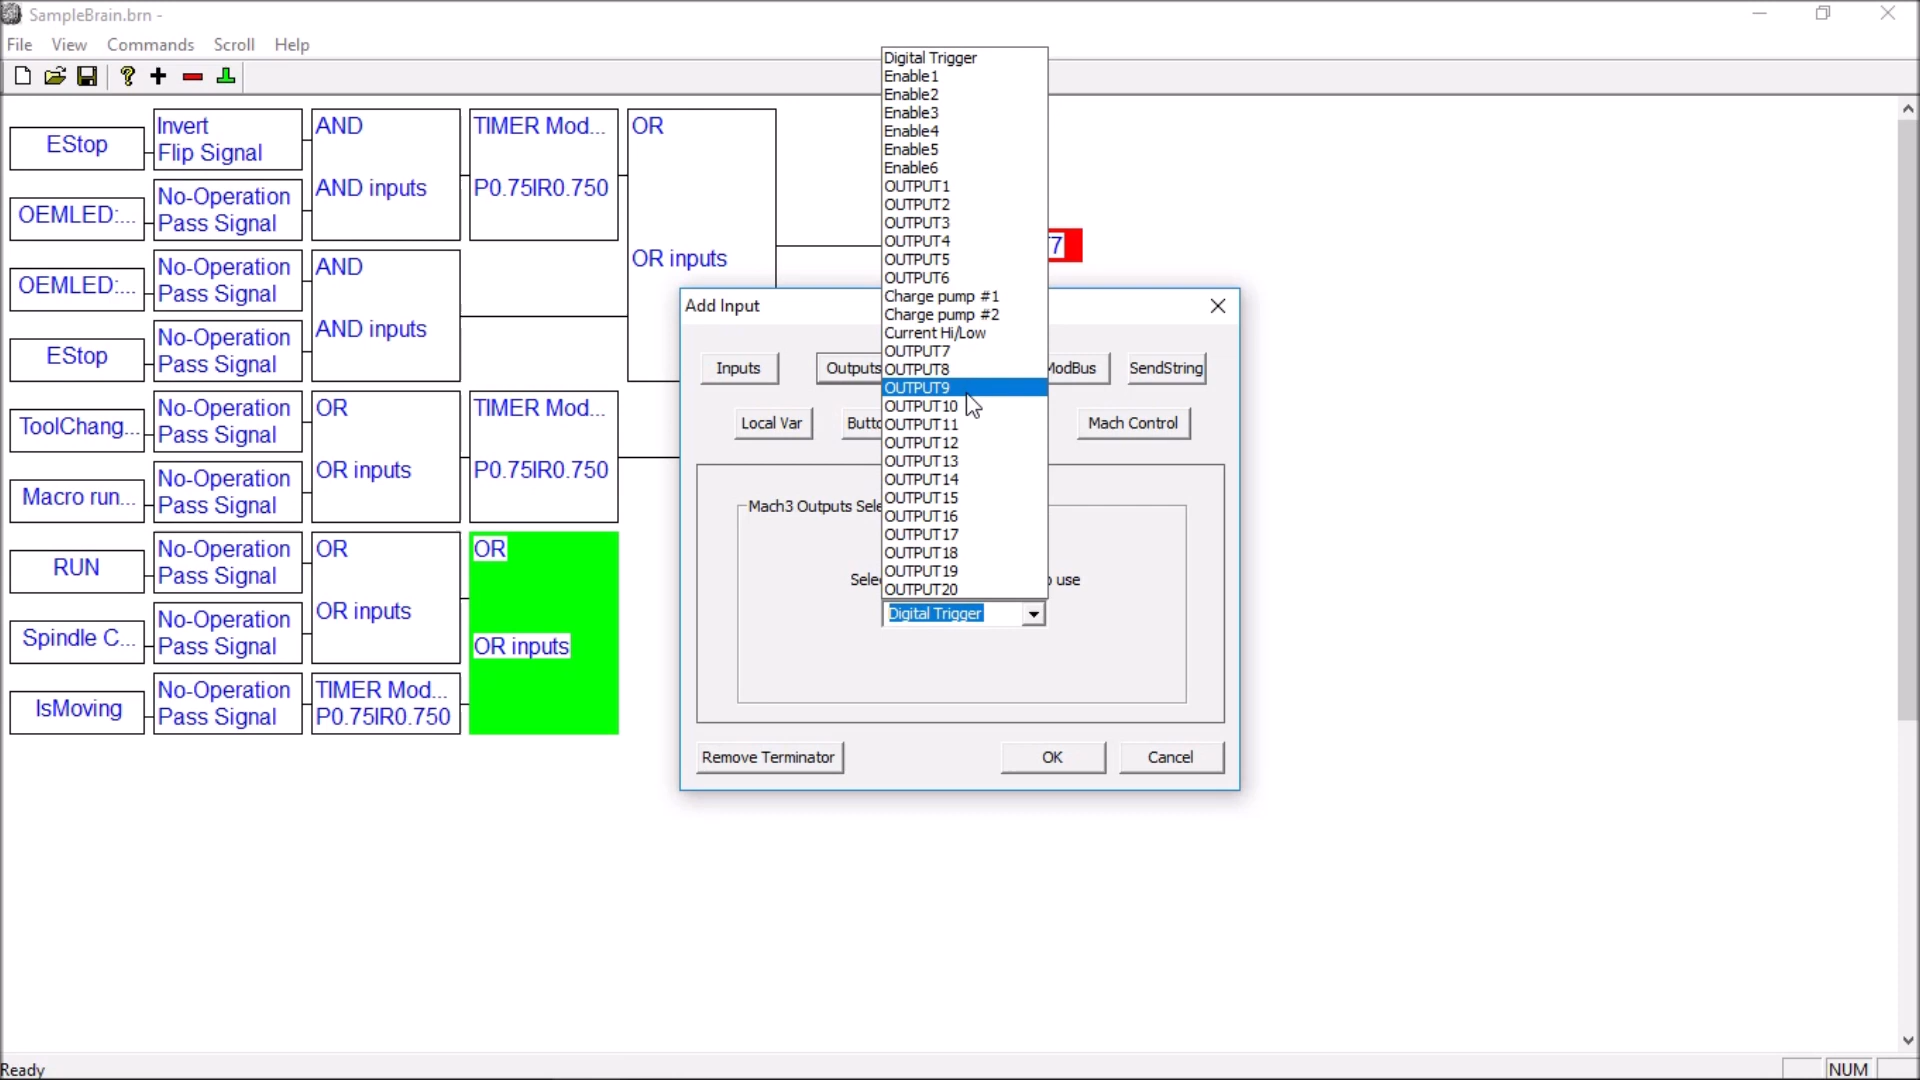 SampleBrain.brn -
File View Commands Scroll Help
EStop
Invert
Flip Signal
AND
AND inputs
TIMER Mod...
P0.75IR0.750
OR
OR inputs
OEMLED:...
No-Operation
Pass Signal
OEMLED:...
No-Operation
Pass Signal
AND
AND inputs
EStop
No-Operation
Pass Signal
ToolChang...
No-Operation
Pass Signal
OR
OR inputs
TIMER Mod...
P0.75IR0.750
Macro run...
No-Operation
Pass Signal
RUN
No-Operation
Pass Signal
OR
OR inputs
OR
OR inputs
Spindle C...
No-Operation
Pass Signal
IsMoving
No-Operation
Pass Signal
TIMER Mod...
P0.75IR0.750
7
Digital Trigger
Enable1
Enable2
Enable3
Enable4
Enable5
Enable6
OUTPUT1
OUTPUT2
OUTPUT3
OUTPUT4
OUTPUT5
OUTPUT6
Charge pump #1
Charge pump #2
Current Hi/Low
OUTPUT7
OUTPUT8
OUTPUT9
OUTPUT10
OUTPUT11
OUTPUT12
OUTPUT13
OUTPUT14
OUTPUT15
OUTPUT16
OUTPUT17
OUTPUT18
OUTPUT19
OUTPUT20
Digital Trigger
Add Input
Inputs Outputs ModBus SendString
Local Var Butto Mach Control
Mach3 Outputs Sele
Sele o use
Remove Terminator OK Cancel
Ready NUM